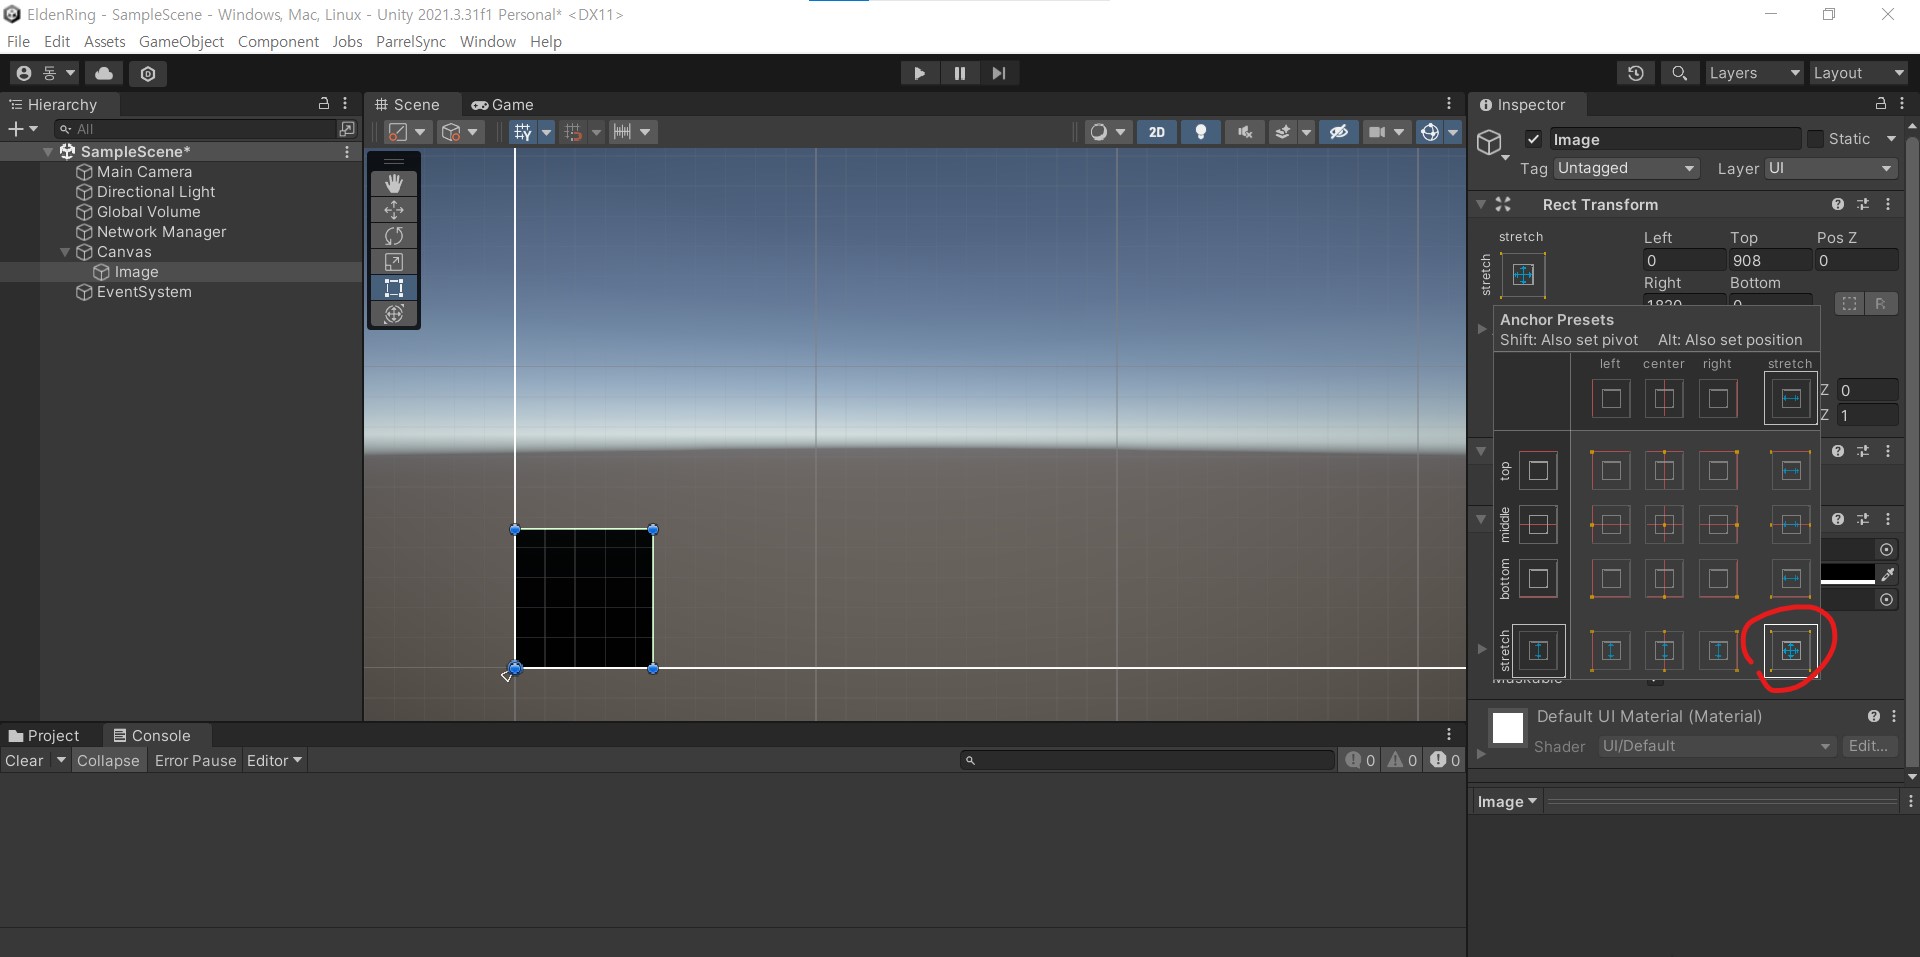 EldenRing - SampleScene - Windows, Mac, Linux - Unity 2021.3.31f1 Personal* <DX11>
File Edit Assets GameObject Component Jobs ParrelSync Window Help
동 Layers Layout
Hierarchy
All
SampleScene*
Main Camera
Directional Light
Global Volume
Network Manager
Canvas
Image
EventSystem
Scene Game
2D
Inspector
Image Static
Tag Untagged Layer UI
Rect Transform
stretch
stretch
Left Top Pos Z
0 908 0
Right Bottom
1820 0
R
Anchor Presets
Shift: Also set pivot Alt: Also set position
left center right stretch
Z 0
Z 1
top
middle
bottom
stretch
Maskable
Default UI Material (Material)
Shader UI/Default Edit...
Image
Project Console
Clear Collapse Error Pause Editor
0 0 0